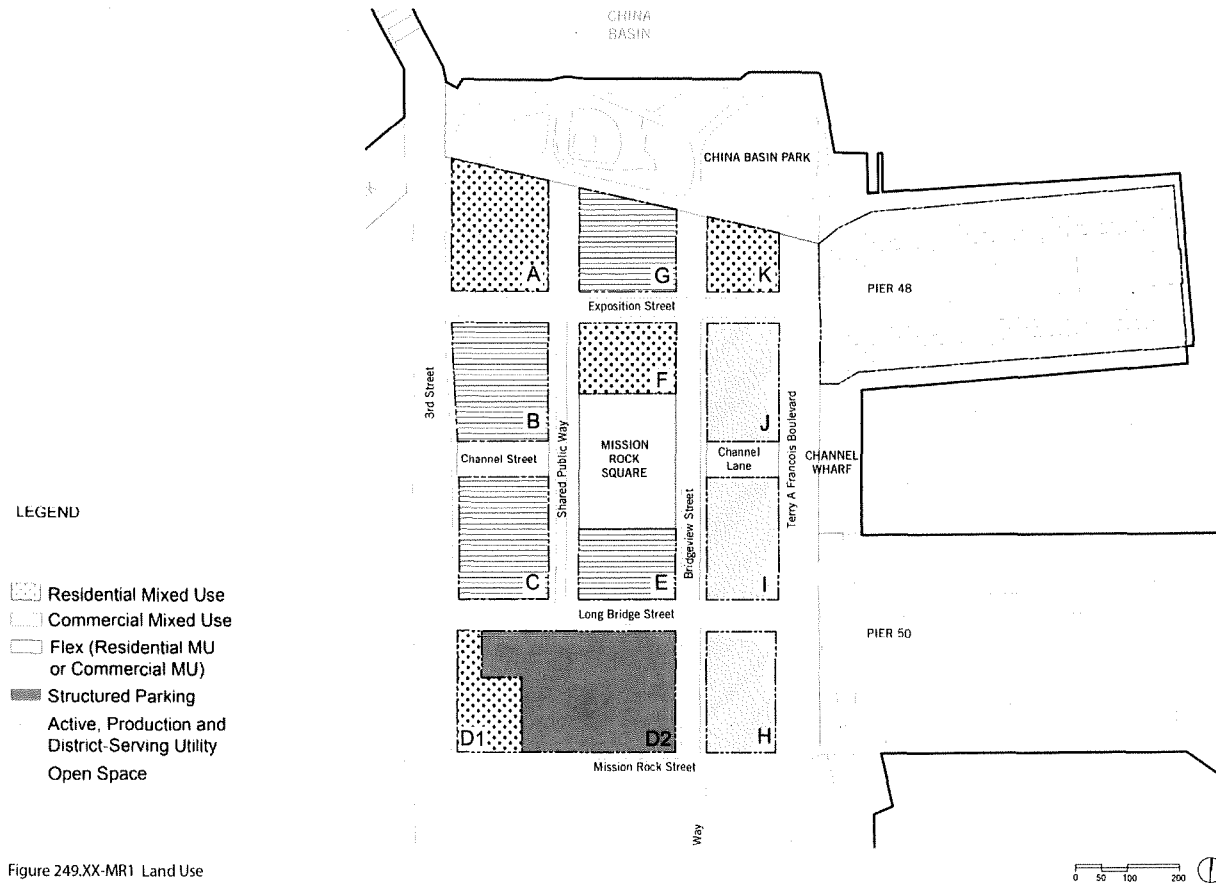 CHINA
BASIN
CHINA BASIN PARK
A
G
K
PIER 48
Exposition Street
3rd Street
B
F
J
Shared Public Way
MISSION
ROCK
SQUARE
Bridgeview Street
Terry A Francois Boulevard
Channel Street
Channel
Lane
CHANNEL
WHARF
C
E
I
Long Bridge Street
PIER 50
D1
D2
H
Mission Rock Street
Way
LEGEND
Residential Mixed Use
Commercial Mixed Use
Flex (Residential MU
or Commercial MU)
Structured Parking
Active, Production and
District-Serving Utility
Open Space
Figure 249.XX-MR1 Land Use
0 50 100 200